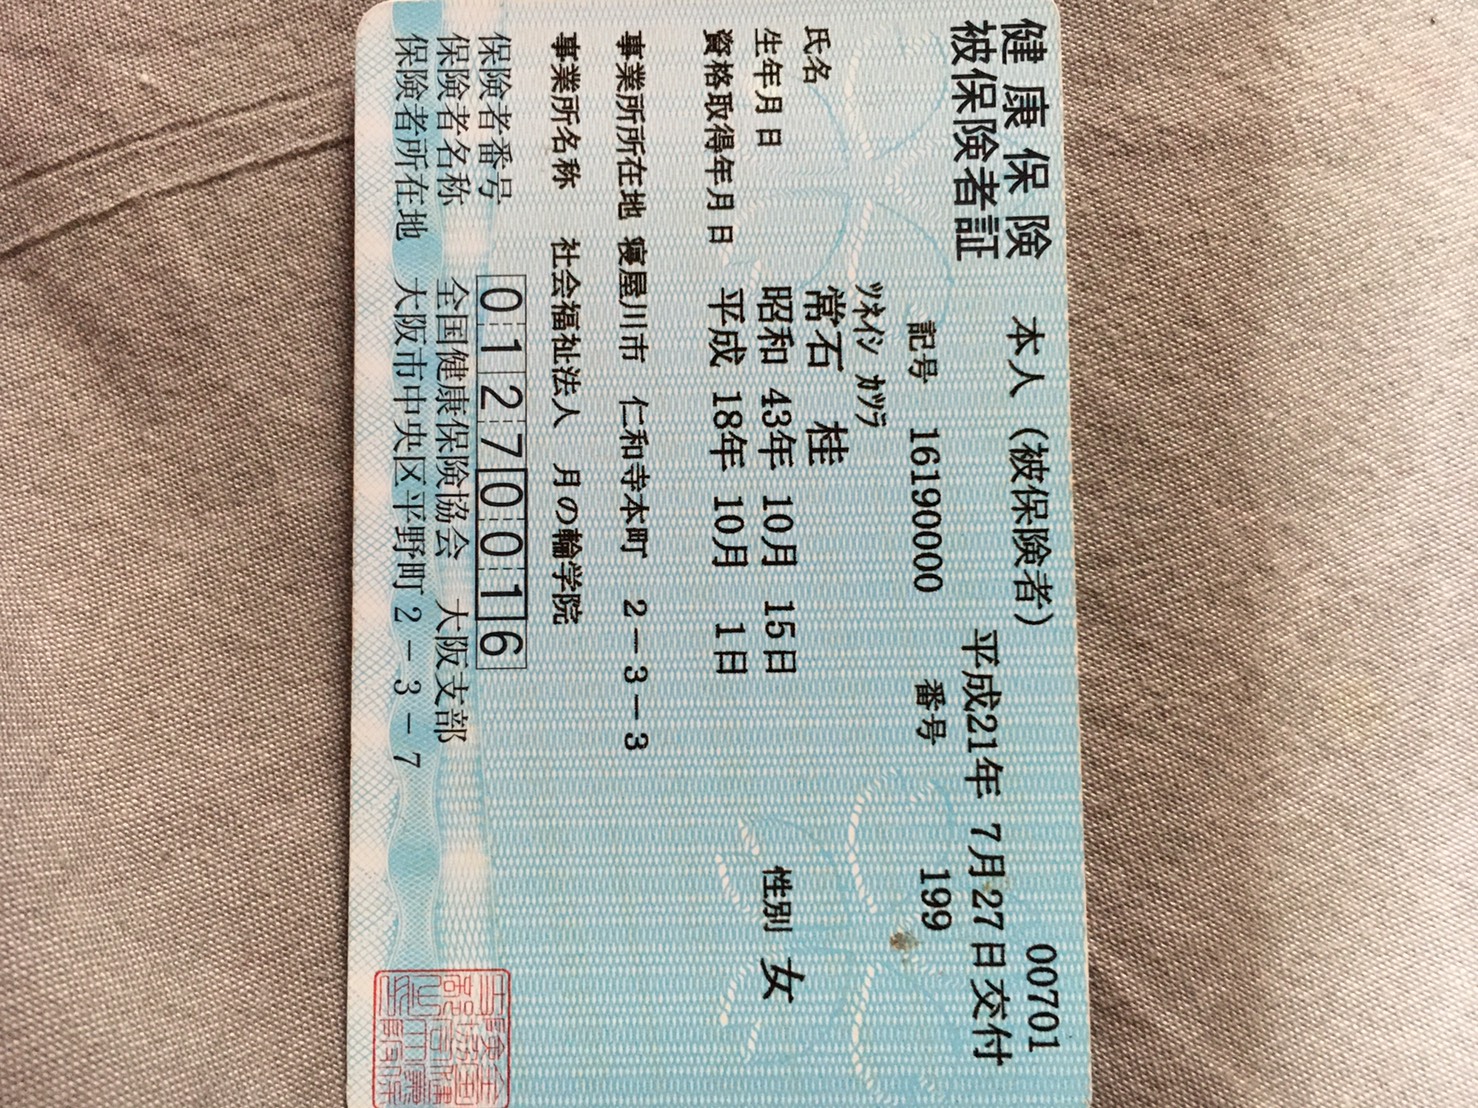 健康保険
被保険者証
本人（被保険者）
00701
平成21年 7月27日交付
記号 16190000 番号 199
ﾂﾈｲｼ ｶﾂﾗ
氏名 常石 桂
生年月日 昭和 43年 10月 15日 性別 女
資格取得年月日 平成 18年 10月 1日
事業所所在地 寝屋川市 仁和寺本町 2－3－3
事業所名称 社会福祉法人 月の輪学院
保険者番号 01270016
保険者名称 全国健康保険協会 大阪支部
保険者所在地 大阪市中央区平野町2－3－7